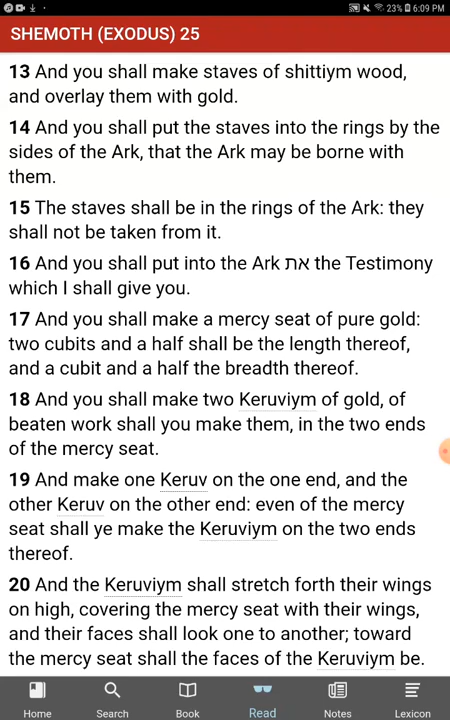 23% 6:09 PM
SHEMOTH (EXODUS) 25
13 And you shall make staves of shittiym wood,
and overlay them with gold.
14 And you shall put the staves into the rings by the
sides of the Ark, that the Ark may be borne with
them.
15 The staves shall be in the rings of the Ark: they
shall not be taken from it.
16 And you shall put into the Ark את the Testimony
which I shall give you.
17 And you shall make a mercy seat of pure gold:
two cubits and a half shall be the length thereof,
and a cubit and a half the breadth thereof.
18 And you shall make two Keruviym of gold, of
beaten work shall you make them, in the two ends
of the mercy seat.
19 And make one Keruv on the one end, and the
other Keruv on the other end: even of the mercy
seat shall ye make the Keruviym on the two ends
thereof.
20 And the Keruviym shall stretch forth their wings
on high, covering the mercy seat with their wings,
and their faces shall look one to another; toward
the mercy seat shall the faces of the Keruviym be.
Home Search Book Read Notes Lexicon